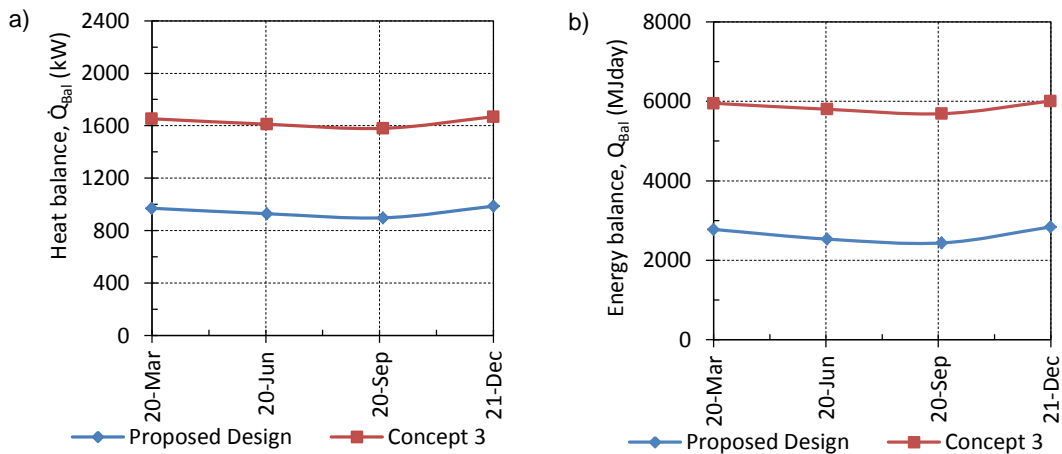 a)
Heat balance, Q̇Bal (kW)
2400
2000
1600
1200
800
400
0
20-Mar
20-Jun
20-Sep
21-Dec
Proposed Design
Concept 3
b)
Energy balance, QBal (MJday)
8000
6000
4000
2000
0
20-Mar
20-Jun
20-Sep
21-Dec
Proposed Design
Concept 3